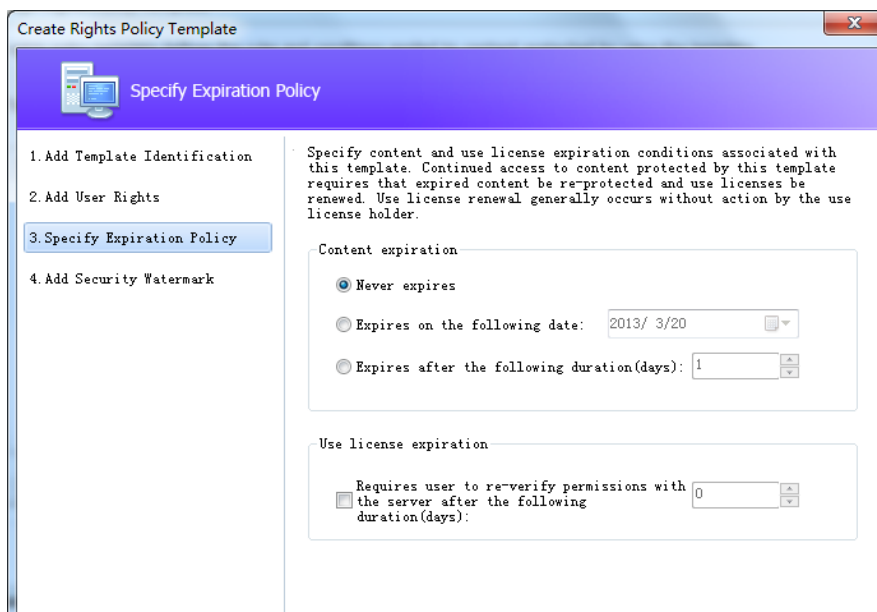 Create Rights Policy Template
Specify Expiration Policy
1.Add Template Identification
2.Add User Rights
3.Specify Expiration Policy
4.Add Security Watermark
Specify content and use license expiration conditions associated with
this template. Continued access to content protected by this template
requires that expired content be re-protected and use licenses be
renewed. Use license renewal generally occurs without action by the use
license holder.
Content expiration
Never expires
Expires on the following date: 2013/ 3/20
Expires after the following duration(days): 1
Use license expiration
Requires user to re-verify permissions with
the server after the following
duration(days):
0